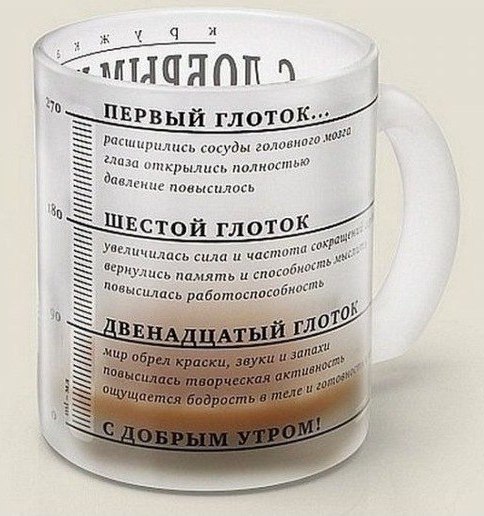 кружка
С ДОБРЫМ
270
ПЕРВЫЙ ГЛОТОК...
расширились сосуды головного мозга
глаза открылись полностью
давление повысилось
180
ШЕСТОЙ ГЛОТОК
увеличилась сила и частота
вернулись память и способность мыслить
повысилась работоспособность
90
ДВЕНАДЦАТЫЙ ГЛОТОК
мир обрел краски, звуки и запахи
повысилась творческая активность
ощущается бодрость в теле и
0
С ДОБРЫМ УТРОМ!